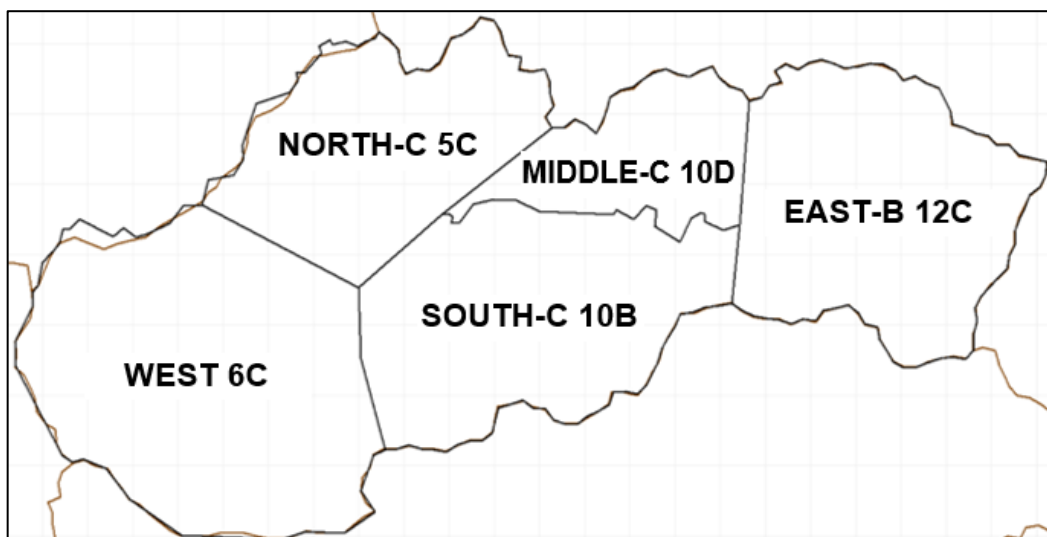 NORTH-C 5C
MIDDLE-C 10D
EAST-B 12C
SOUTH-C 10B
WEST 6C